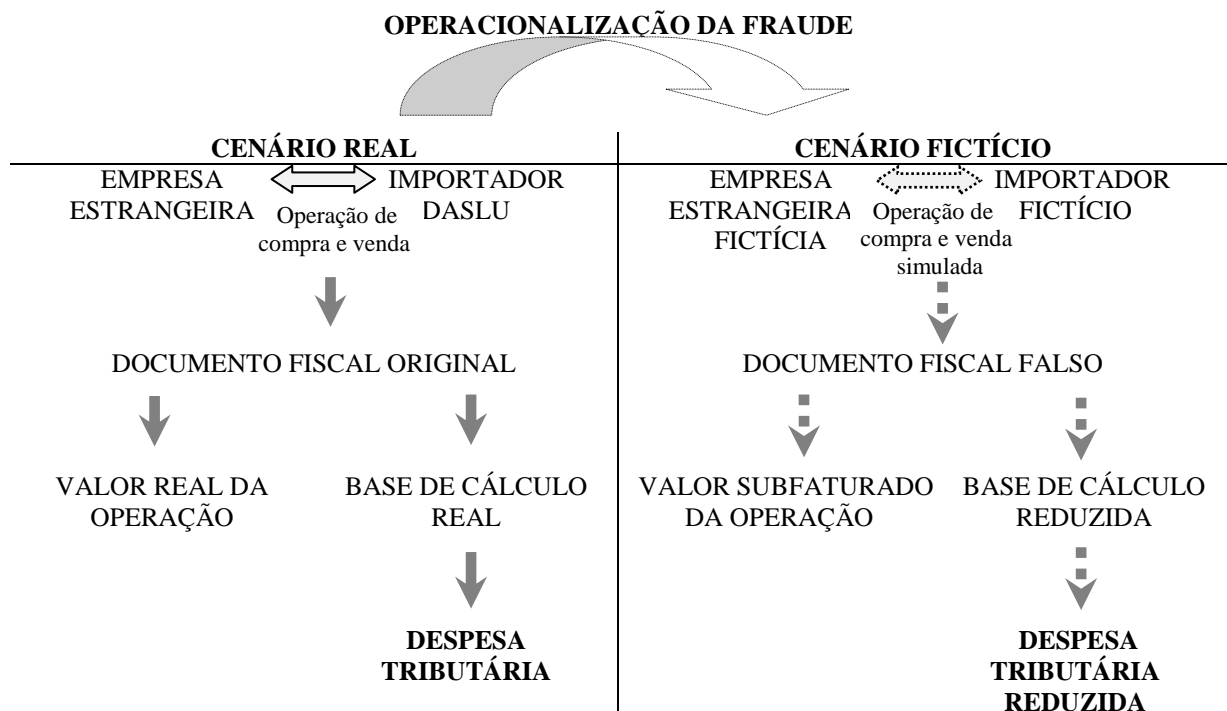 OPERACIONALIZAÇÃO DA FRAUDE
CENÁRIO REAL
EMPRESA
ESTRANGEIRA
Operação de
compra e venda
IMPORTADOR
DASLU
DOCUMENTO FISCAL ORIGINAL
VALOR REAL DA
OPERAÇÃO
BASE DE CÁLCULO
REAL
DESPESA
TRIBUTÁRIA
CENÁRIO FICTÍCIO
EMPRESA
ESTRANGEIRA
FICTÍCIA
Operação de
compra e venda
simulada
IMPORTADOR
FICTÍCIO
DOCUMENTO FISCAL FALSO
VALOR SUBFATURADO
DA OPERAÇÃO
BASE DE CÁLCULO
REDUZIDA
DESPESA
TRIBUTÁRIA
REDUZIDA